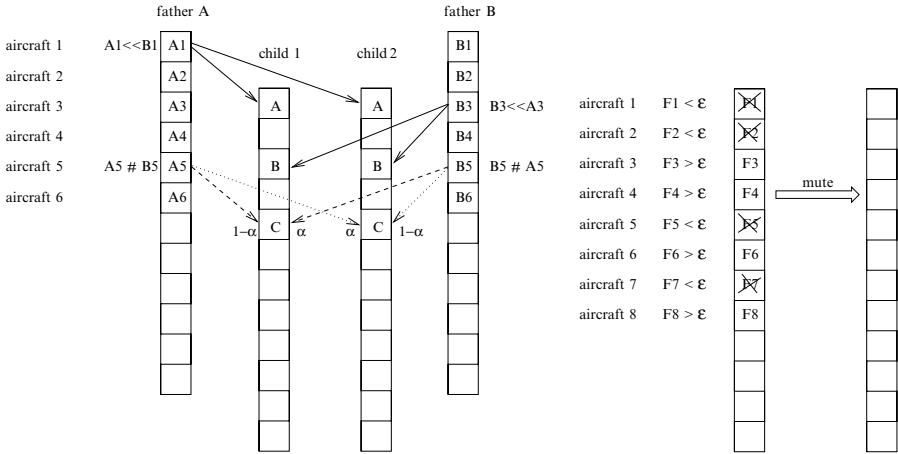 father A
father B
aircraft 1 A1<<B1 A1 B1
child 1 child 2
aircraft 2 A2 B2
aircraft 3 A3 A A B3 B3<<A3
aircraft 4 A4 B4
aircraft 5 A5 # B5 A5 B B B5 B5 # A5
aircraft 6 A6 B6
1−α C α α C 1−α
aircraft 1 F1 < ε F1
aircraft 2 F2 < ε F2
aircraft 3 F3 > ε F3
aircraft 4 F4 > ε F4
mute
aircraft 5 F5 < ε F5
aircraft 6 F6 > ε F6
aircraft 7 F7 < ε F7
aircraft 8 F8 > ε F8